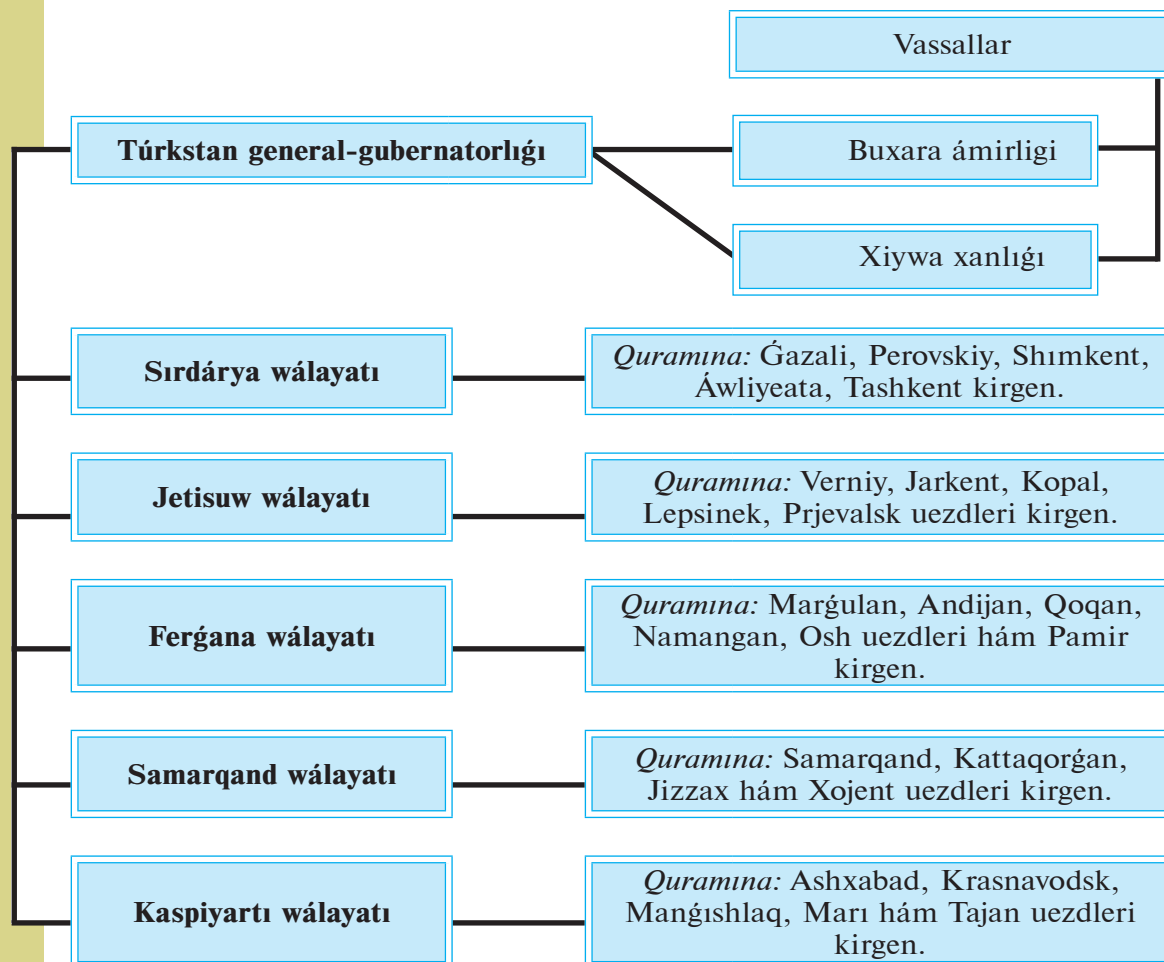 Vassallar
Túrkstan general-gubernatorlıǵı
Buxara ámirligi
Xiywa xanlıǵı
Sırdárya wálayatı
Quramına: Ǵazali, Perovskiy, Shımkent,
Áwliyeata, Tashkent kirgen.
Jetisuw wálayatı
Quramına: Verniy, Jarkent, Kopal,
Lepsinek, Prjevalsk uezdleri kirgen.
Ferǵana wálayatı
Quramına: Marǵulan, Andijan, Qoqan,
Namangan, Osh uezdleri hám Pamir
kirgen.
Samarqand wálayatı
Quramına: Samarqand, Kattaqorǵan,
Jizzax hám Xojent uezdleri kirgen.
Kaspiyartı wálayatı
Quramına: Ashxabad, Krasnavodsk,
Manǵıshlaq, Marı hám Tajan uezdleri
kirgen.